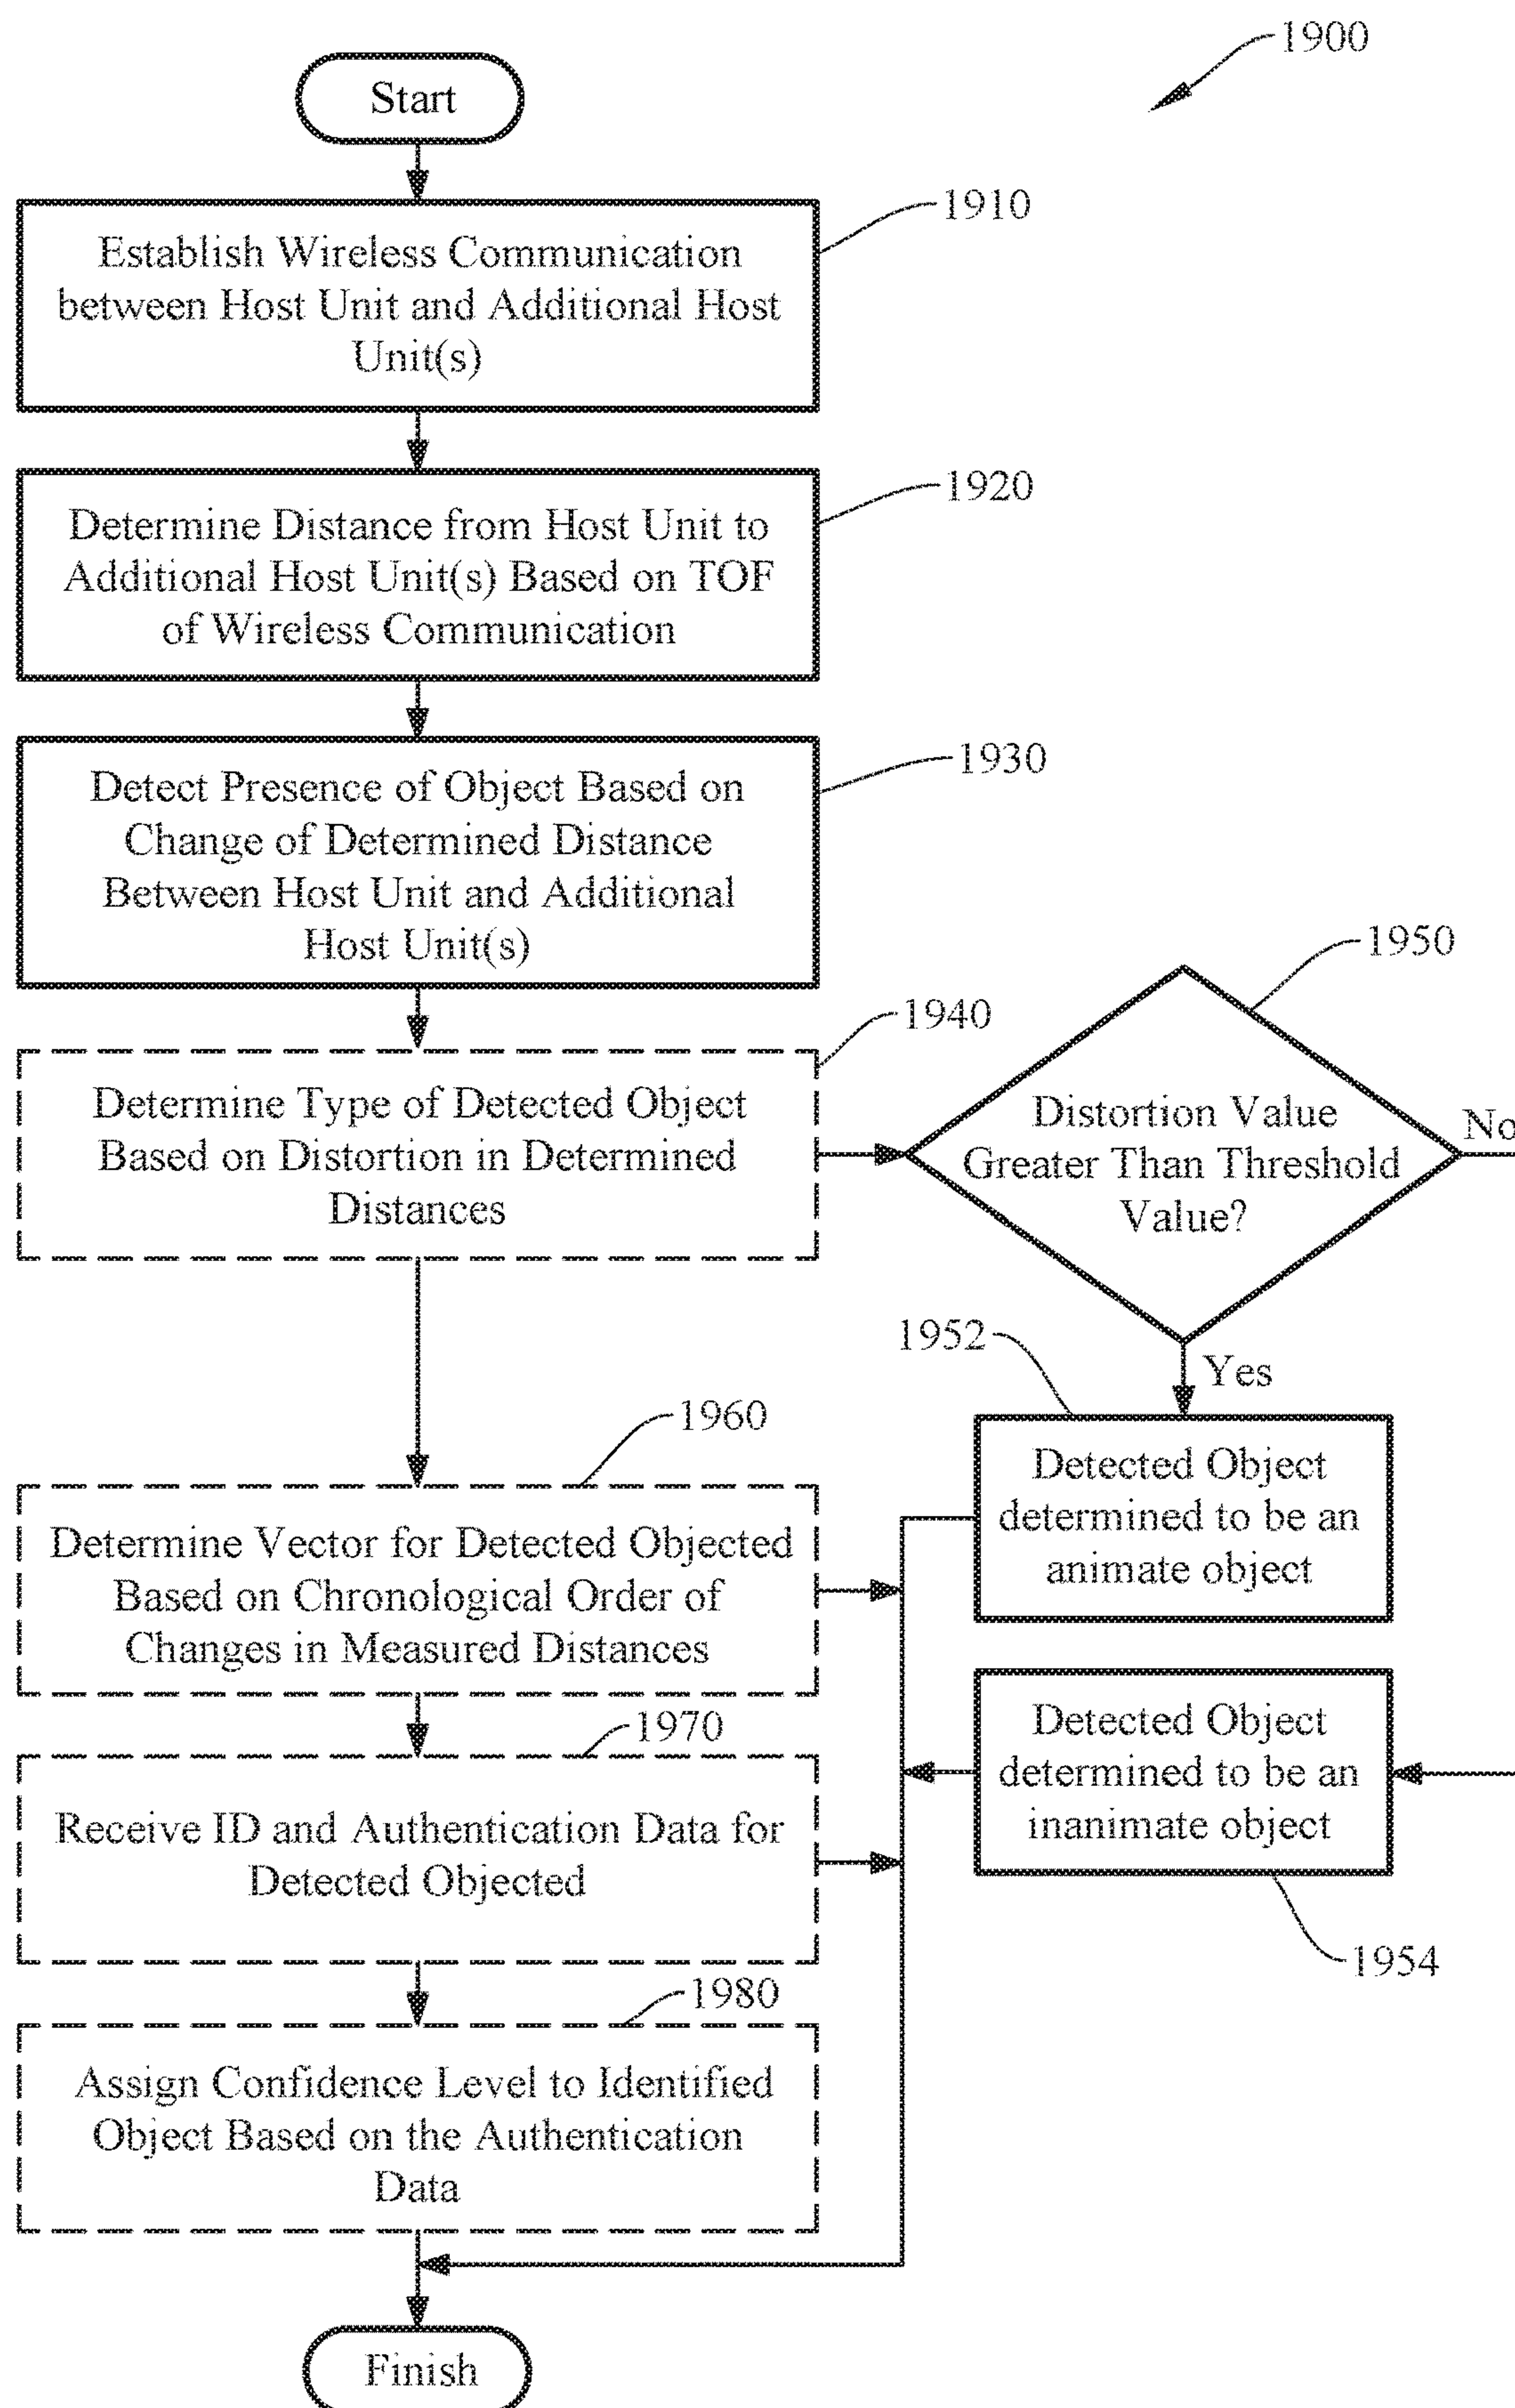 1900
Start
1910
Establish Wireless Communication
between Host Unit and Additional Host
Unit(s)
1920
Determine Distance from Host Unit to
Additional Host Unit(s) Based on TOF
of Wireless Communication
1930
Detect Presence of Object Based on
Change of Determined Distance
Between Host Unit and Additional
Host Unit(s)
1940
Determine Type of Detected Object
Based on Distortion in Determined
Distances
1950
Distortion Value
Greater Than Threshold
Value?
No
Yes
1952
Detected Object
determined to be an
animate object
Detected Object
determined to be an
inanimate object
1954
1960
Determine Vector for Detected Objected
Based on Chronological Order of
Changes in Measured Distances
1970
Receive ID and Authentication Data for
Detected Objected
1980
Assign Confidence Level to Identified
Object Based on the Authentication
Data
Finish